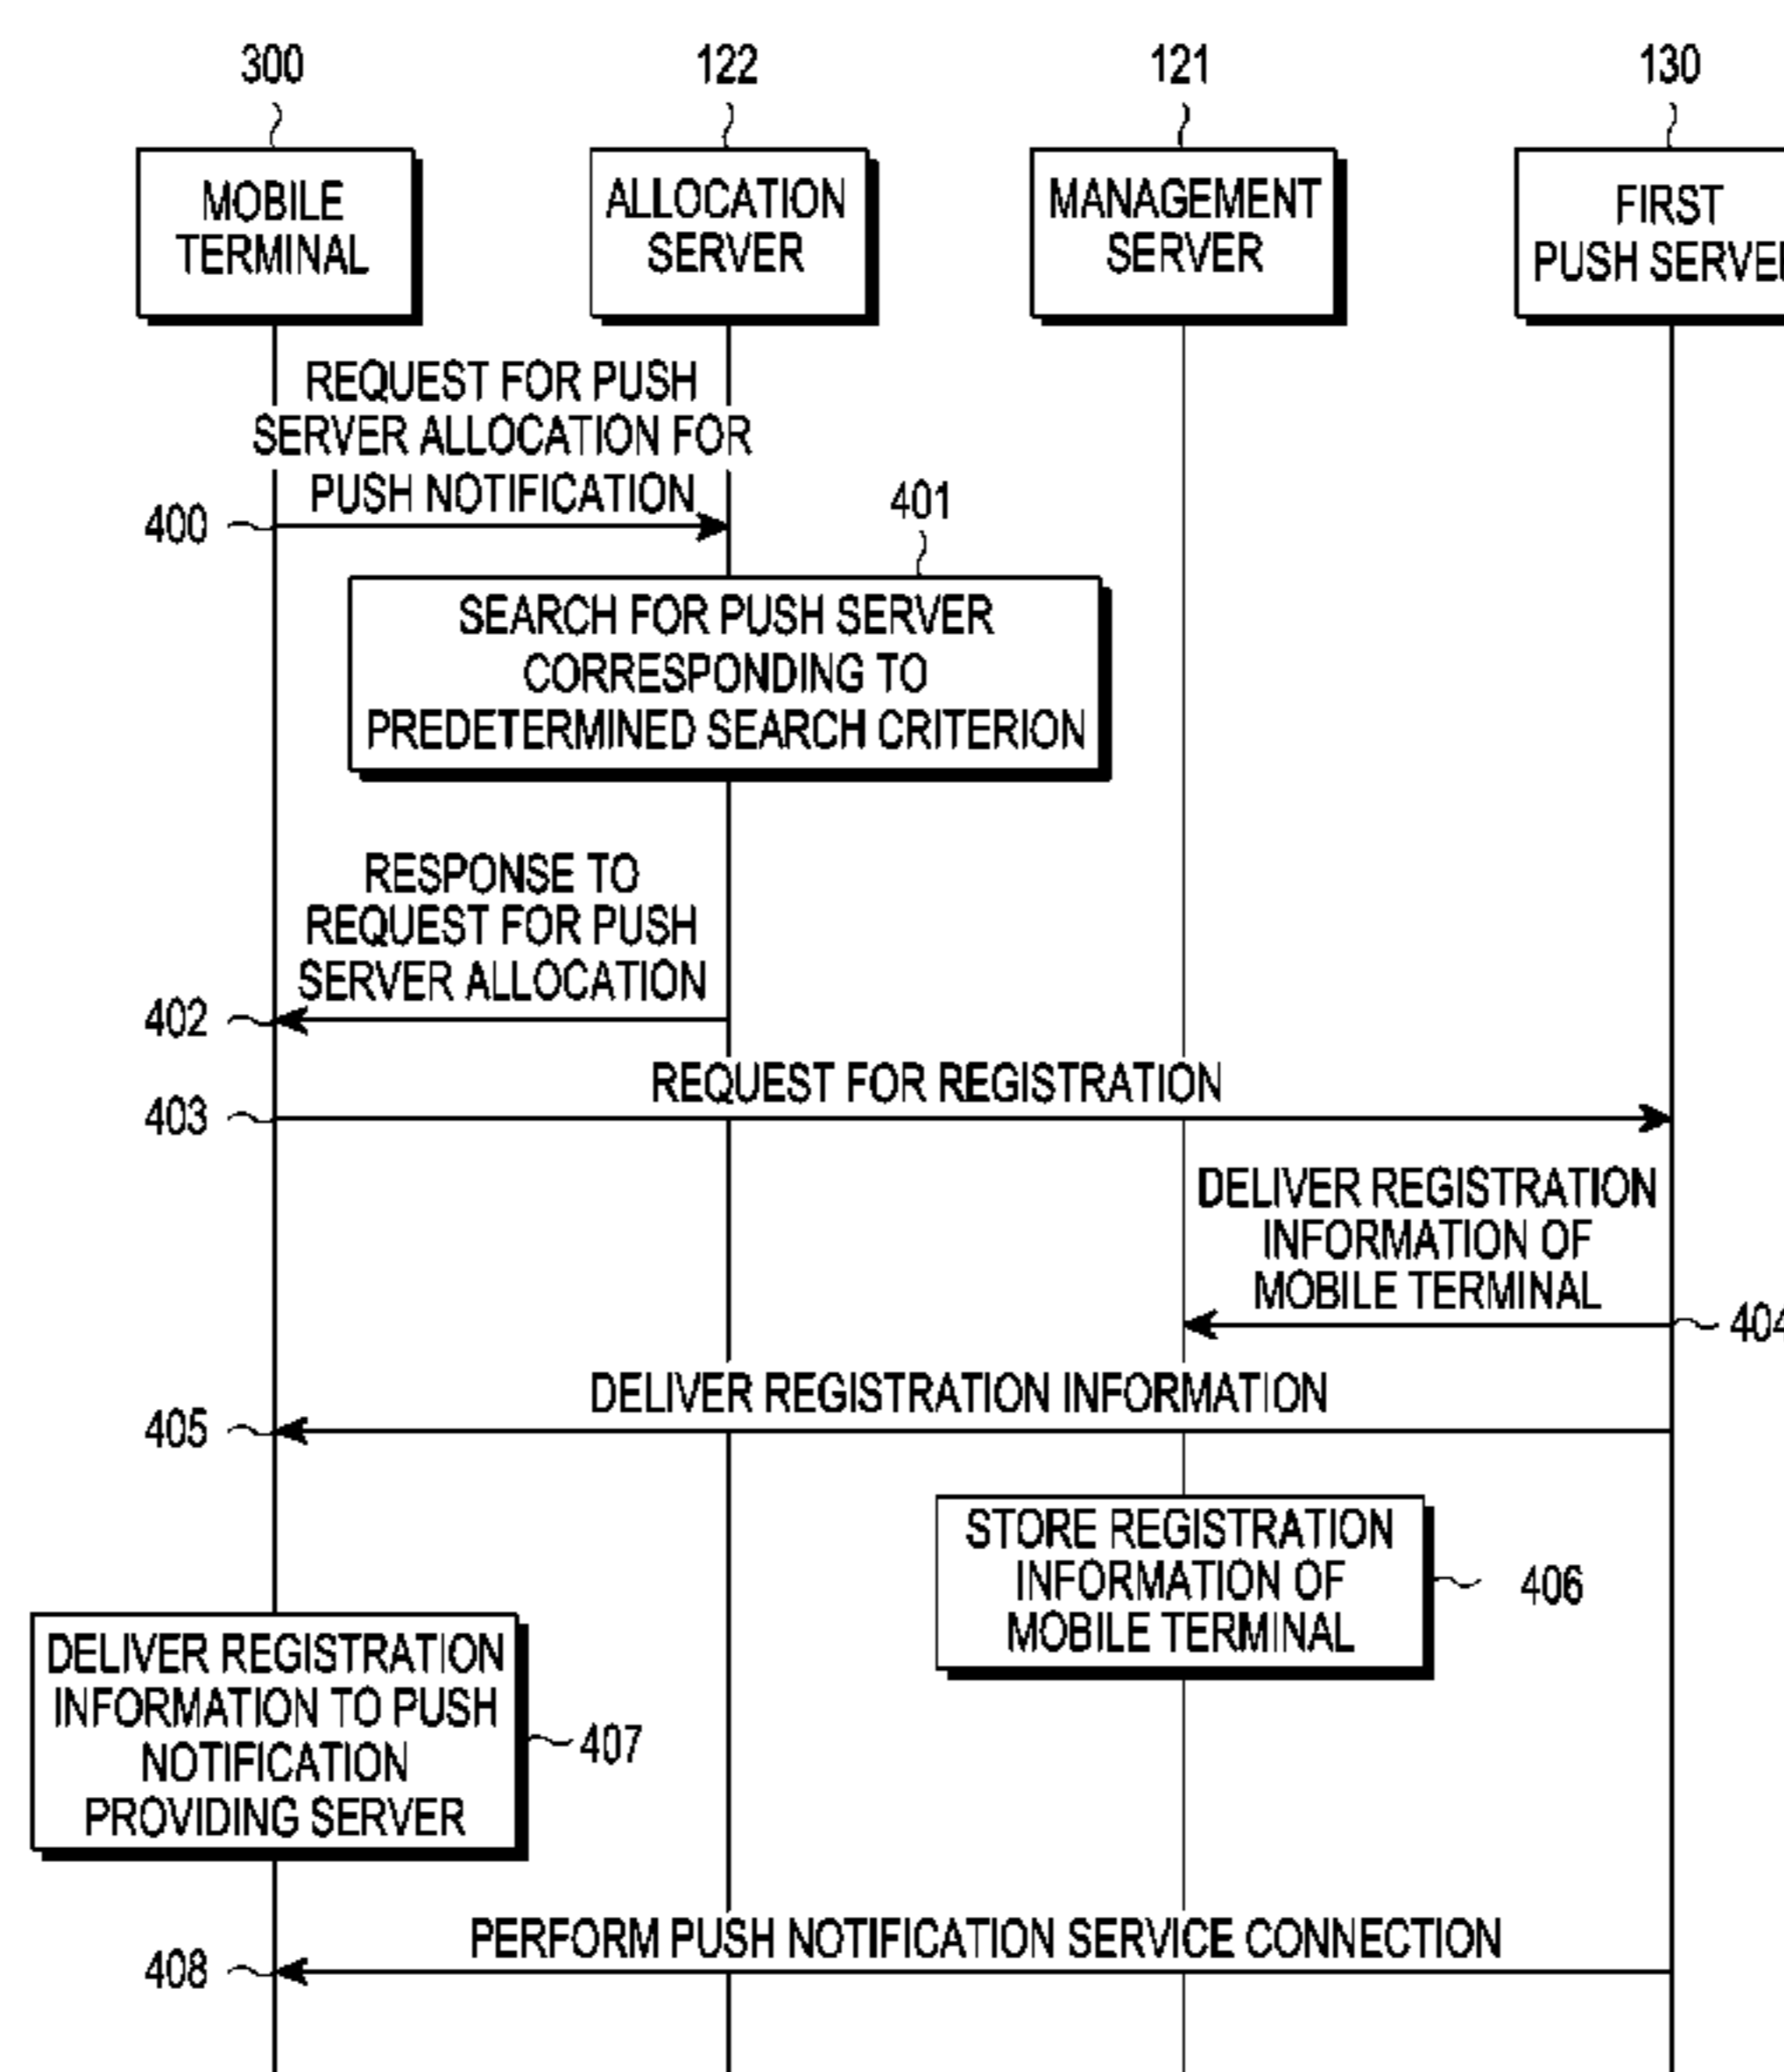 300
122
121
130
MOBILE
TERMINAL
ALLOCATION
SERVER
MANAGEMENT
SERVER
FIRST
PUSH SERVER
REQUEST FOR PUSH
SERVER ALLOCATION FOR
PUSH NOTIFICATION
400
401
SEARCH FOR PUSH SERVER
CORRESPONDING TO
PREDETERMINED SEARCH CRITERION
RESPONSE TO
REQUEST FOR PUSH
SERVER ALLOCATION
402
REQUEST FOR REGISTRATION
403
DELIVER REGISTRATION
INFORMATION OF
MOBILE TERMINAL
404
DELIVER REGISTRATION INFORMATION
405
STORE REGISTRATION
INFORMATION OF
MOBILE TERMINAL
406
DELIVER REGISTRATION
INFORMATION TO PUSH
NOTIFICATION
PROVIDING SERVER
407
PERFORM PUSH NOTIFICATION SERVICE CONNECTION
408